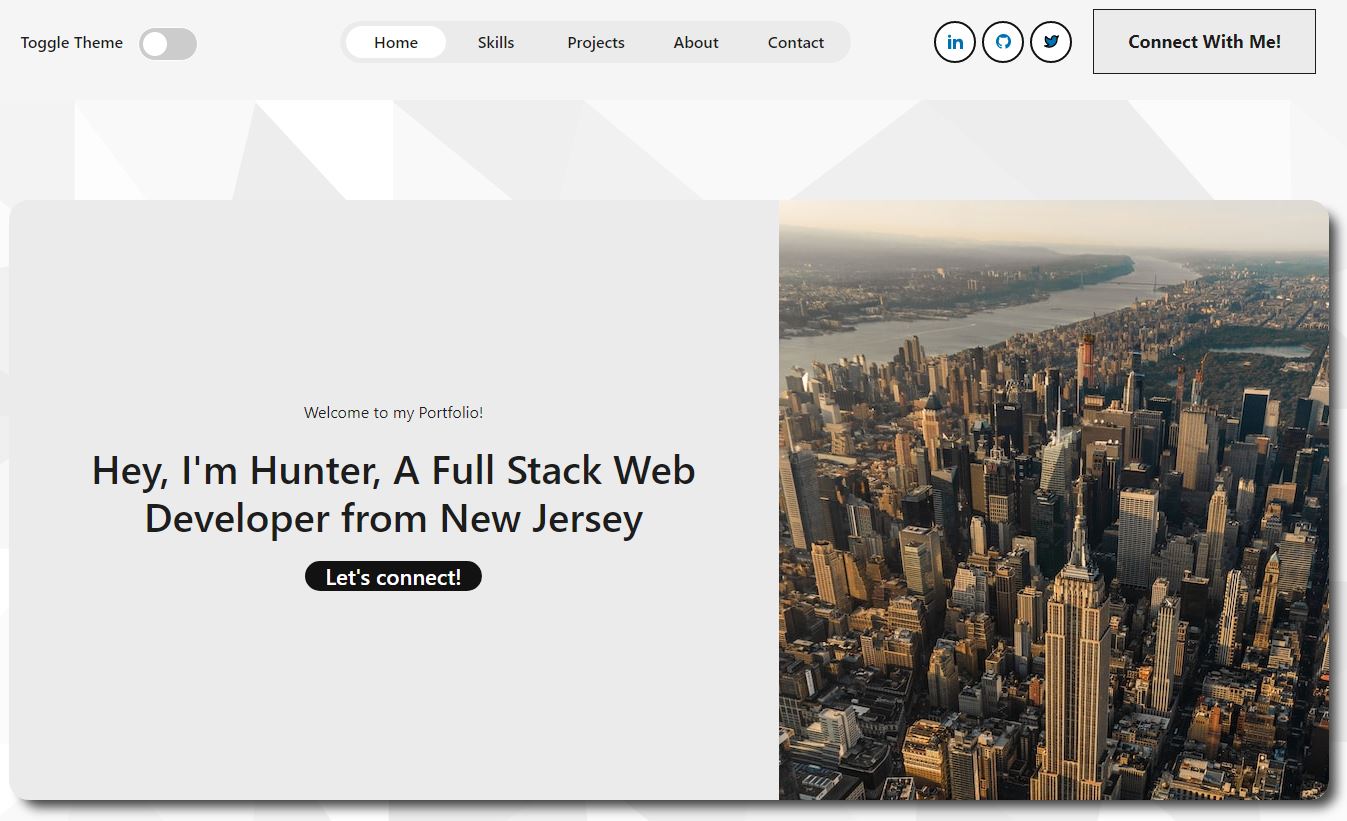 Toggle Theme
Home
Skills
Projects
About
Contact
in
Connect With Me!
Welcome to my Portfolio!
Hey, I'm Hunter, A Full Stack Web
Developer from New Jersey
Let's connect!